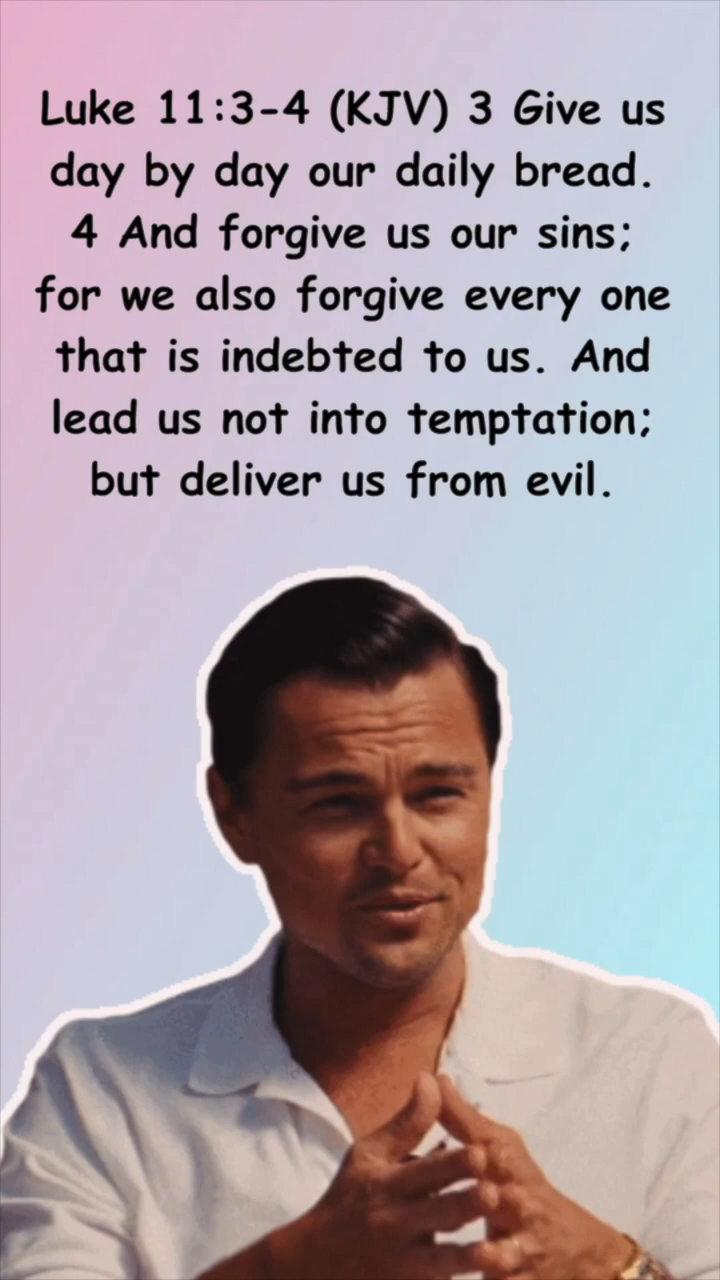 Luke 11:3-4 (KJV) 3 Give us
day by day our daily bread.
4 And forgive us our sins;
for we also forgive every one
that is indebted to us. And
lead us not into temptation;
but deliver us from evil.